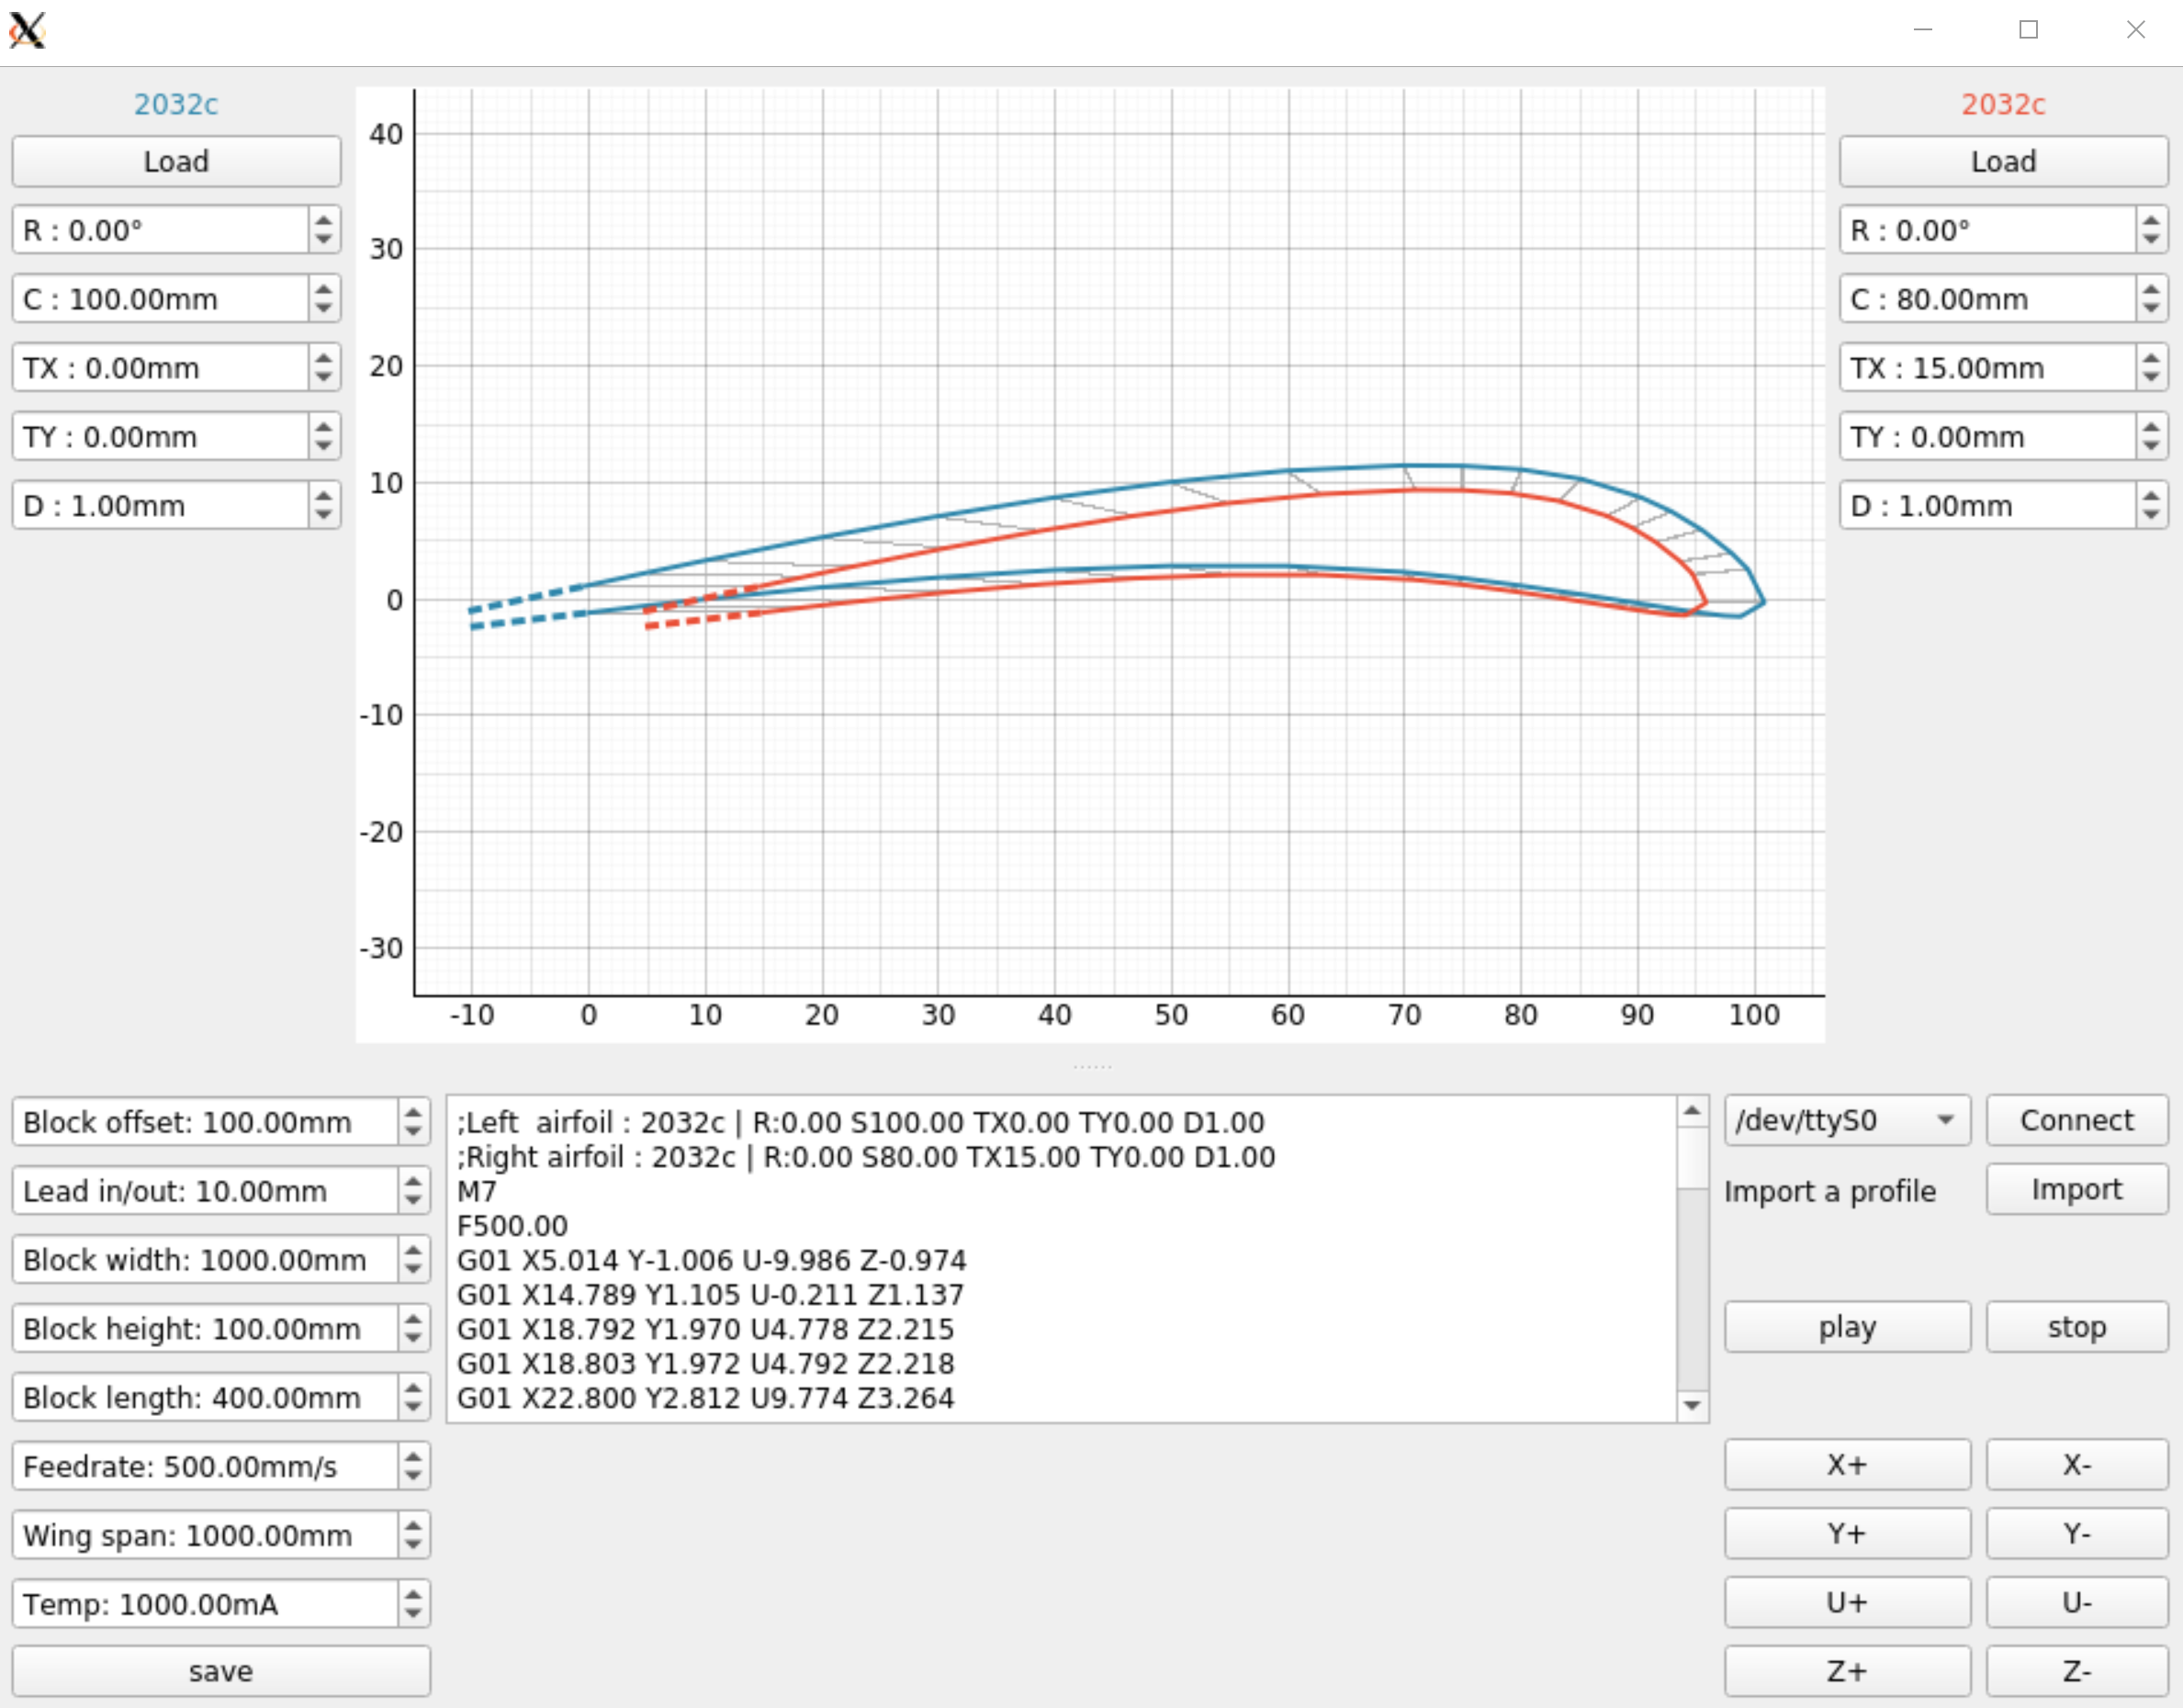 2032c
Load
R : 0.00°
C : 100.00mm
TX : 0.00mm
TY : 0.00mm
D : 1.00mm
40
30
20
10
0
-10
-20
-30
-10 0 10 20 30 40 50 60 70 80 90 100
2032c
Load
R : 0.00°
C : 80.00mm
TX : 15.00mm
TY : 0.00mm
D : 1.00mm
Block offset: 100.00mm
Lead in/out: 10.00mm
Block width: 1000.00mm
Block height: 100.00mm
Block length: 400.00mm
Feedrate: 500.00mm/s
Wing span: 1000.00mm
Temp: 1000.00mA
save
;Left  airfoil : 2032c | R:0.00 S100.00 TX0.00 TY0.00 D1.00
;Right airfoil : 2032c | R:0.00 S80.00 TX15.00 TY0.00 D1.00
M7
F500.00
G01 X5.014 Y-1.006 U-9.986 Z-0.974
G01 X14.789 Y1.105 U-0.211 Z1.137
G01 X18.792 Y1.970 U4.778 Z2.215
G01 X18.803 Y1.972 U4.792 Z2.218
G01 X22.800 Y2.812 U9.774 Z3.264
/dev/ttyS0 Connect
Import a profile Import
play stop
X+ X-
Y+ Y-
U+ U-
Z+ Z-